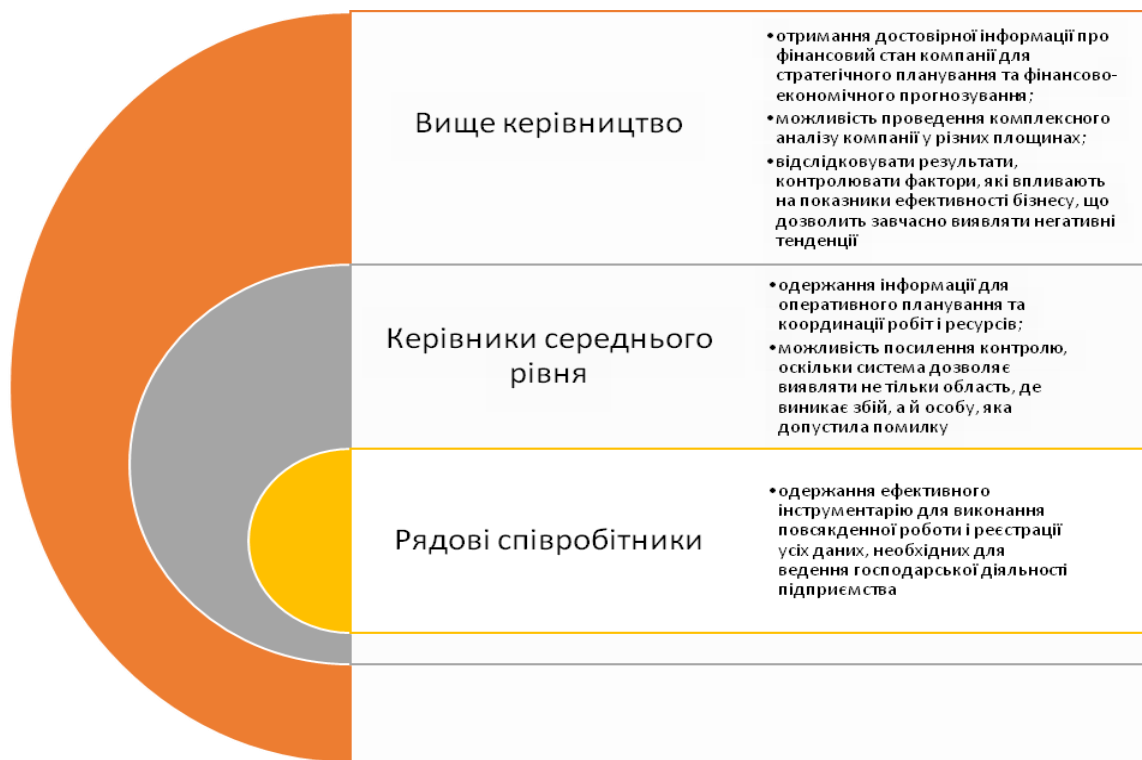 Вище керівництво
•отримання достовірної інформації про
фінансовий стан компанії для
стратегічного планування та фінансово-
економічного прогнозування;
•можливість проведення комплексного
аналізу компанії у різних площинах;
•відслідковувати результати,
контролювати фактори, які впливають
на показники ефективності бізнесу, що
дозволить завчасно виявляти негативні
тенденції
Керівники середнього
рівня
•одержання інформації для
оперативного планування та
координації робіт і ресурсів;
•можливість посилення контролю,
оскільки система дозволяє
виявляти не тільки область, де
виникає збій, а й особу, яка
допустила помилку
Рядові співробітники
•одержання ефективного
інструментарію для виконання
повсякденної роботи і реєстрації
усіх даних, необхідних для
ведення господарської діяльності
підприємства